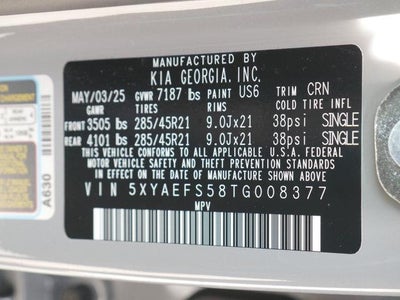 MANUFACTURED BY
KIA GEORGIA. INC.
MAY/03/25 GVWR 7187 lbs PAINT US6 TRIM CRN
GAWR TIRES RIMS COLD TIRE INFL
FRONT 3505 lbs 285/45R21 9.0Jx21 38psi SINGLE
REAR 4101 lbs 285/45R21 9.0Jx21 38psi SINGLE
THIS VEHICLE CONFORMS TO ALL APPLICABLE U.S.A. FEDERAL
MOTOR VEHICLE SAFETY AND THEFT PREVENTION STANDARDS
IN EFFECT ON THE DATE OF MANUFACTURE SHOWN ABOVE
VIN 5XYAEFS58TG008377
MPV
A630